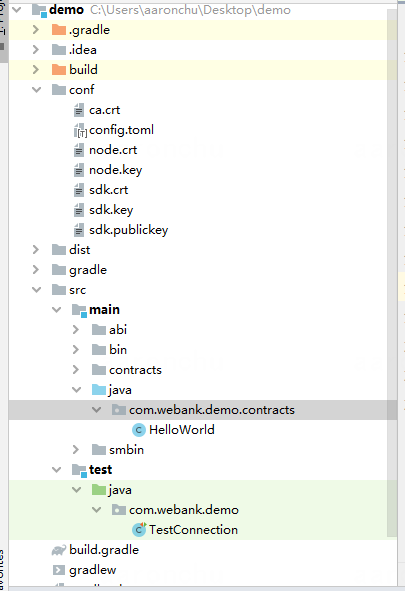 demo C:\Users\aaronchu\Desktop\demo
.gradle
.idea
build
conf
ca.crt
config.toml
node.crt
node.key
sdk.crt
sdk.key
sdk.publickey
dist
gradle
src
main
abi
bin
contracts
java
com.webank.demo.contracts
HelloWorld
smbin
test
java
com.webank.demo
TestConnection
build.gradle
gradlew